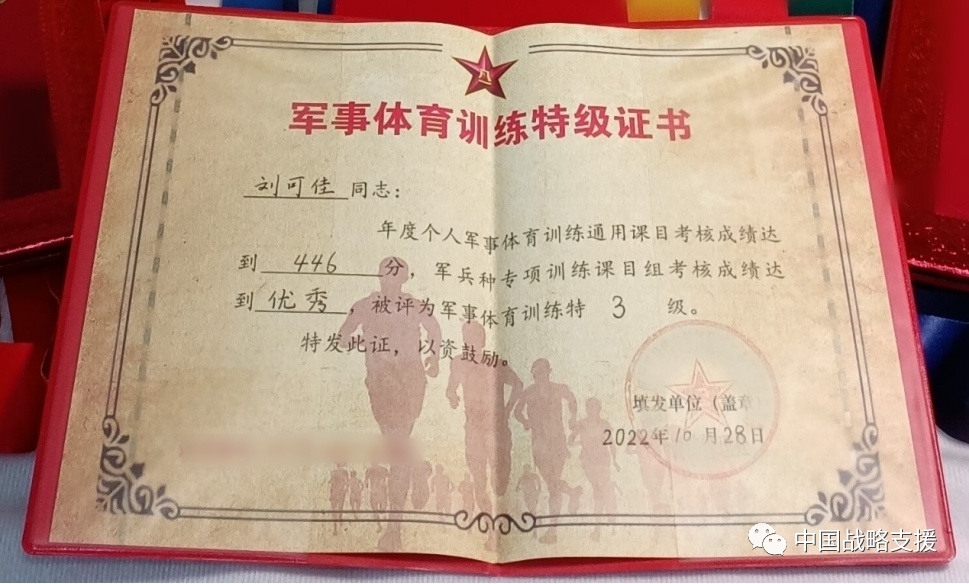 军事体育训练特级证书
刘可佳同志：
年度个人军事体育训练通用课目考核成绩达
到 446 分，军兵种专项训练课目组考核成绩达
到优秀，被评为军事体育训练特 3 级。
特发此证，以资鼓励。
填发单位（盖章）
2022年10月28日
中国战略支援